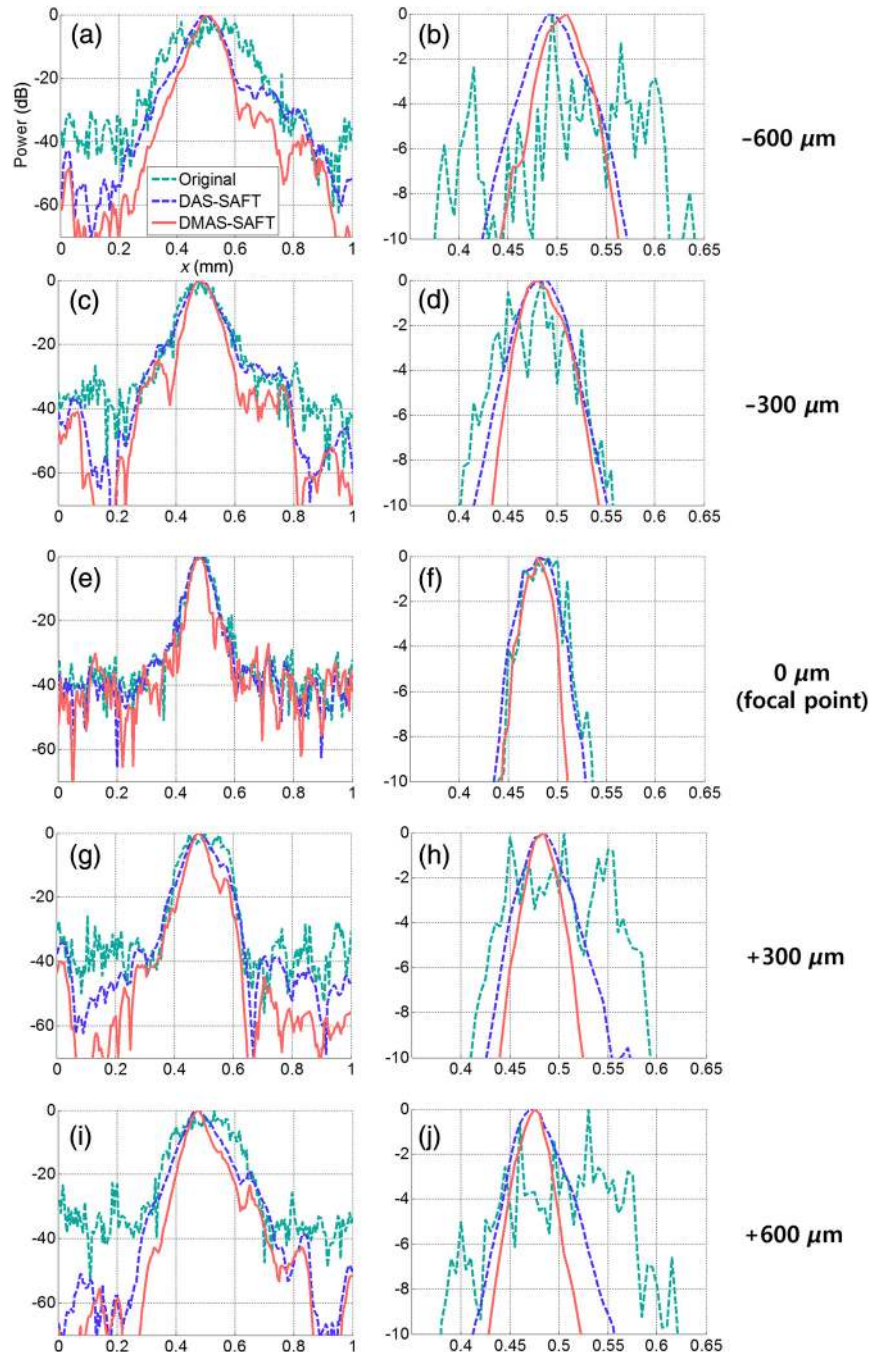 (a)
(b)
Power (dB)
0
-20
-40
-60
Original
DAS-SAFT
DMAS-SAFT
0 0.2 0.4 0.6 0.8 1
x (mm)
0
-2
-4
-6
-8
-10
0.4 0.45 0.5 0.55 0.6 0.65
-600 µm
(c)
(d)
0
-20
-40
-60
0 0.2 0.4 0.6 0.8 1
0
-2
-4
-6
-8
-10
0.4 0.45 0.5 0.55 0.6 0.65
-300 µm
(e)
(f)
0
-20
-40
-60
0 0.2 0.4 0.6 0.8 1
0
-2
-4
-6
-8
-10
0.4 0.45 0.5 0.55 0.6 0.65
0 µm
(focal point)
(g)
(h)
0
-20
-40
-60
0 0.2 0.4 0.6 0.8 1
0
-2
-4
-6
-8
-10
0.4 0.45 0.5 0.55 0.6 0.65
+300 µm
(i)
(j)
0
-20
-40
-60
0 0.2 0.4 0.6 0.8 1
0
-2
-4
-6
-8
-10
0.4 0.45 0.5 0.55 0.6 0.65
+600 µm